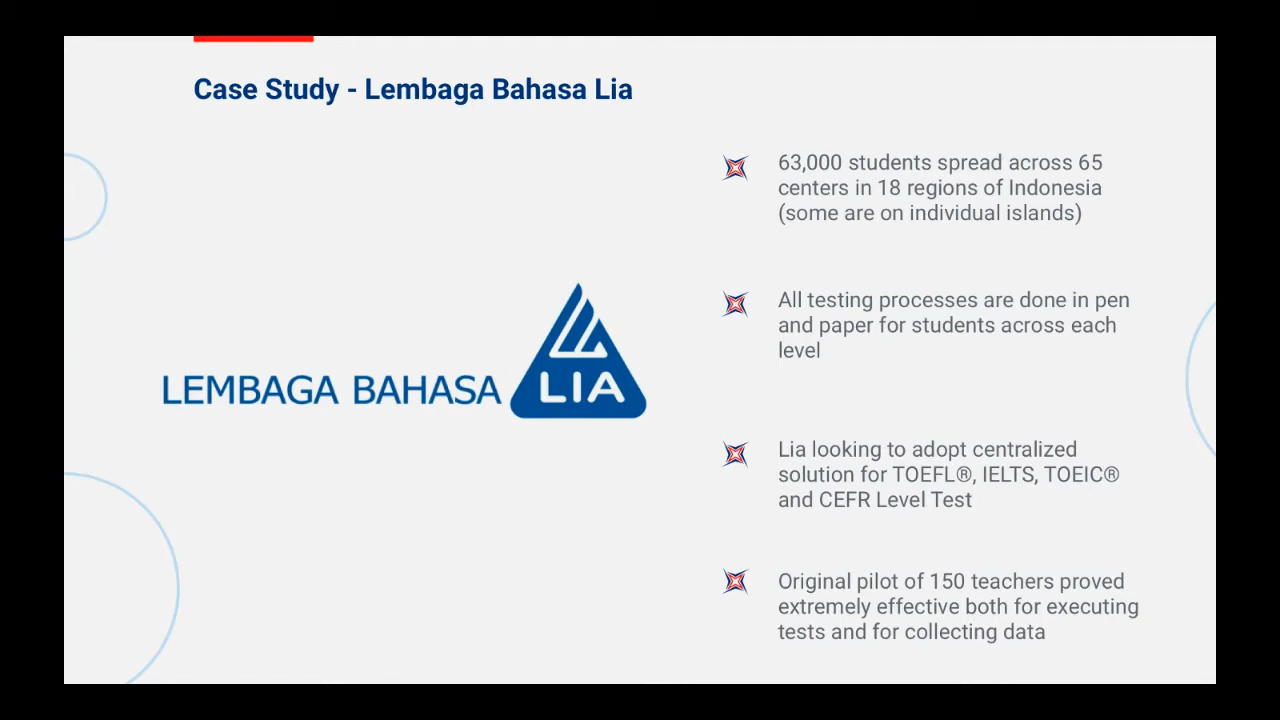 Case Study - Lembaga Bahasa Lia
LEMBAGA BAHASA LIA
63,000 students spread across 65
centers in 18 regions of Indonesia
(some are on individual islands)
All testing processes are done in pen
and paper for students across each
level
Lia looking to adopt centralized
solution for TOEFL®, IELTS, TOEIC®
and CEFR Level Test
Original pilot of 150 teachers proved
extremely effective both for executing
tests and for collecting data